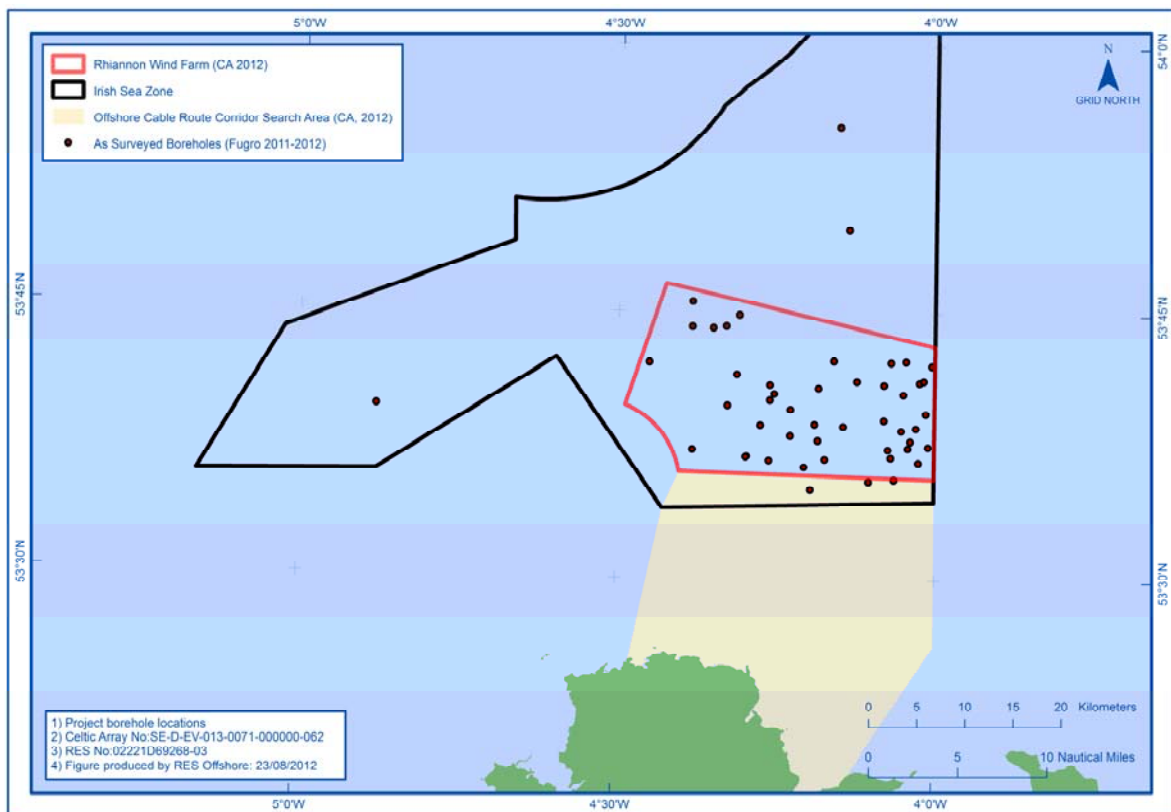 5°0'W
4°30'W
4°0'W
54°0'N
Rhiannon Wind Farm (CA 2012)
Irish Sea Zone
Offshore Cable Route Corridor Search Area (CA, 2012)
As Surveyed Boreholes (Fugro 2011-2012)
N
GRID NORTH
53°45'N
53°45'N
53°30'N
53°30'N
1) Project borehole locations
2) Celtic Array No:SE-D-EV-013-0071-000000-062
3) RES No:02221D69268-03
4) Figure produced by RES Offshore: 23/08/2012
0 5 10 15 20 Kilometers
0 5 10 Nautical Miles
5°0'W
4°30'W
4°0'W